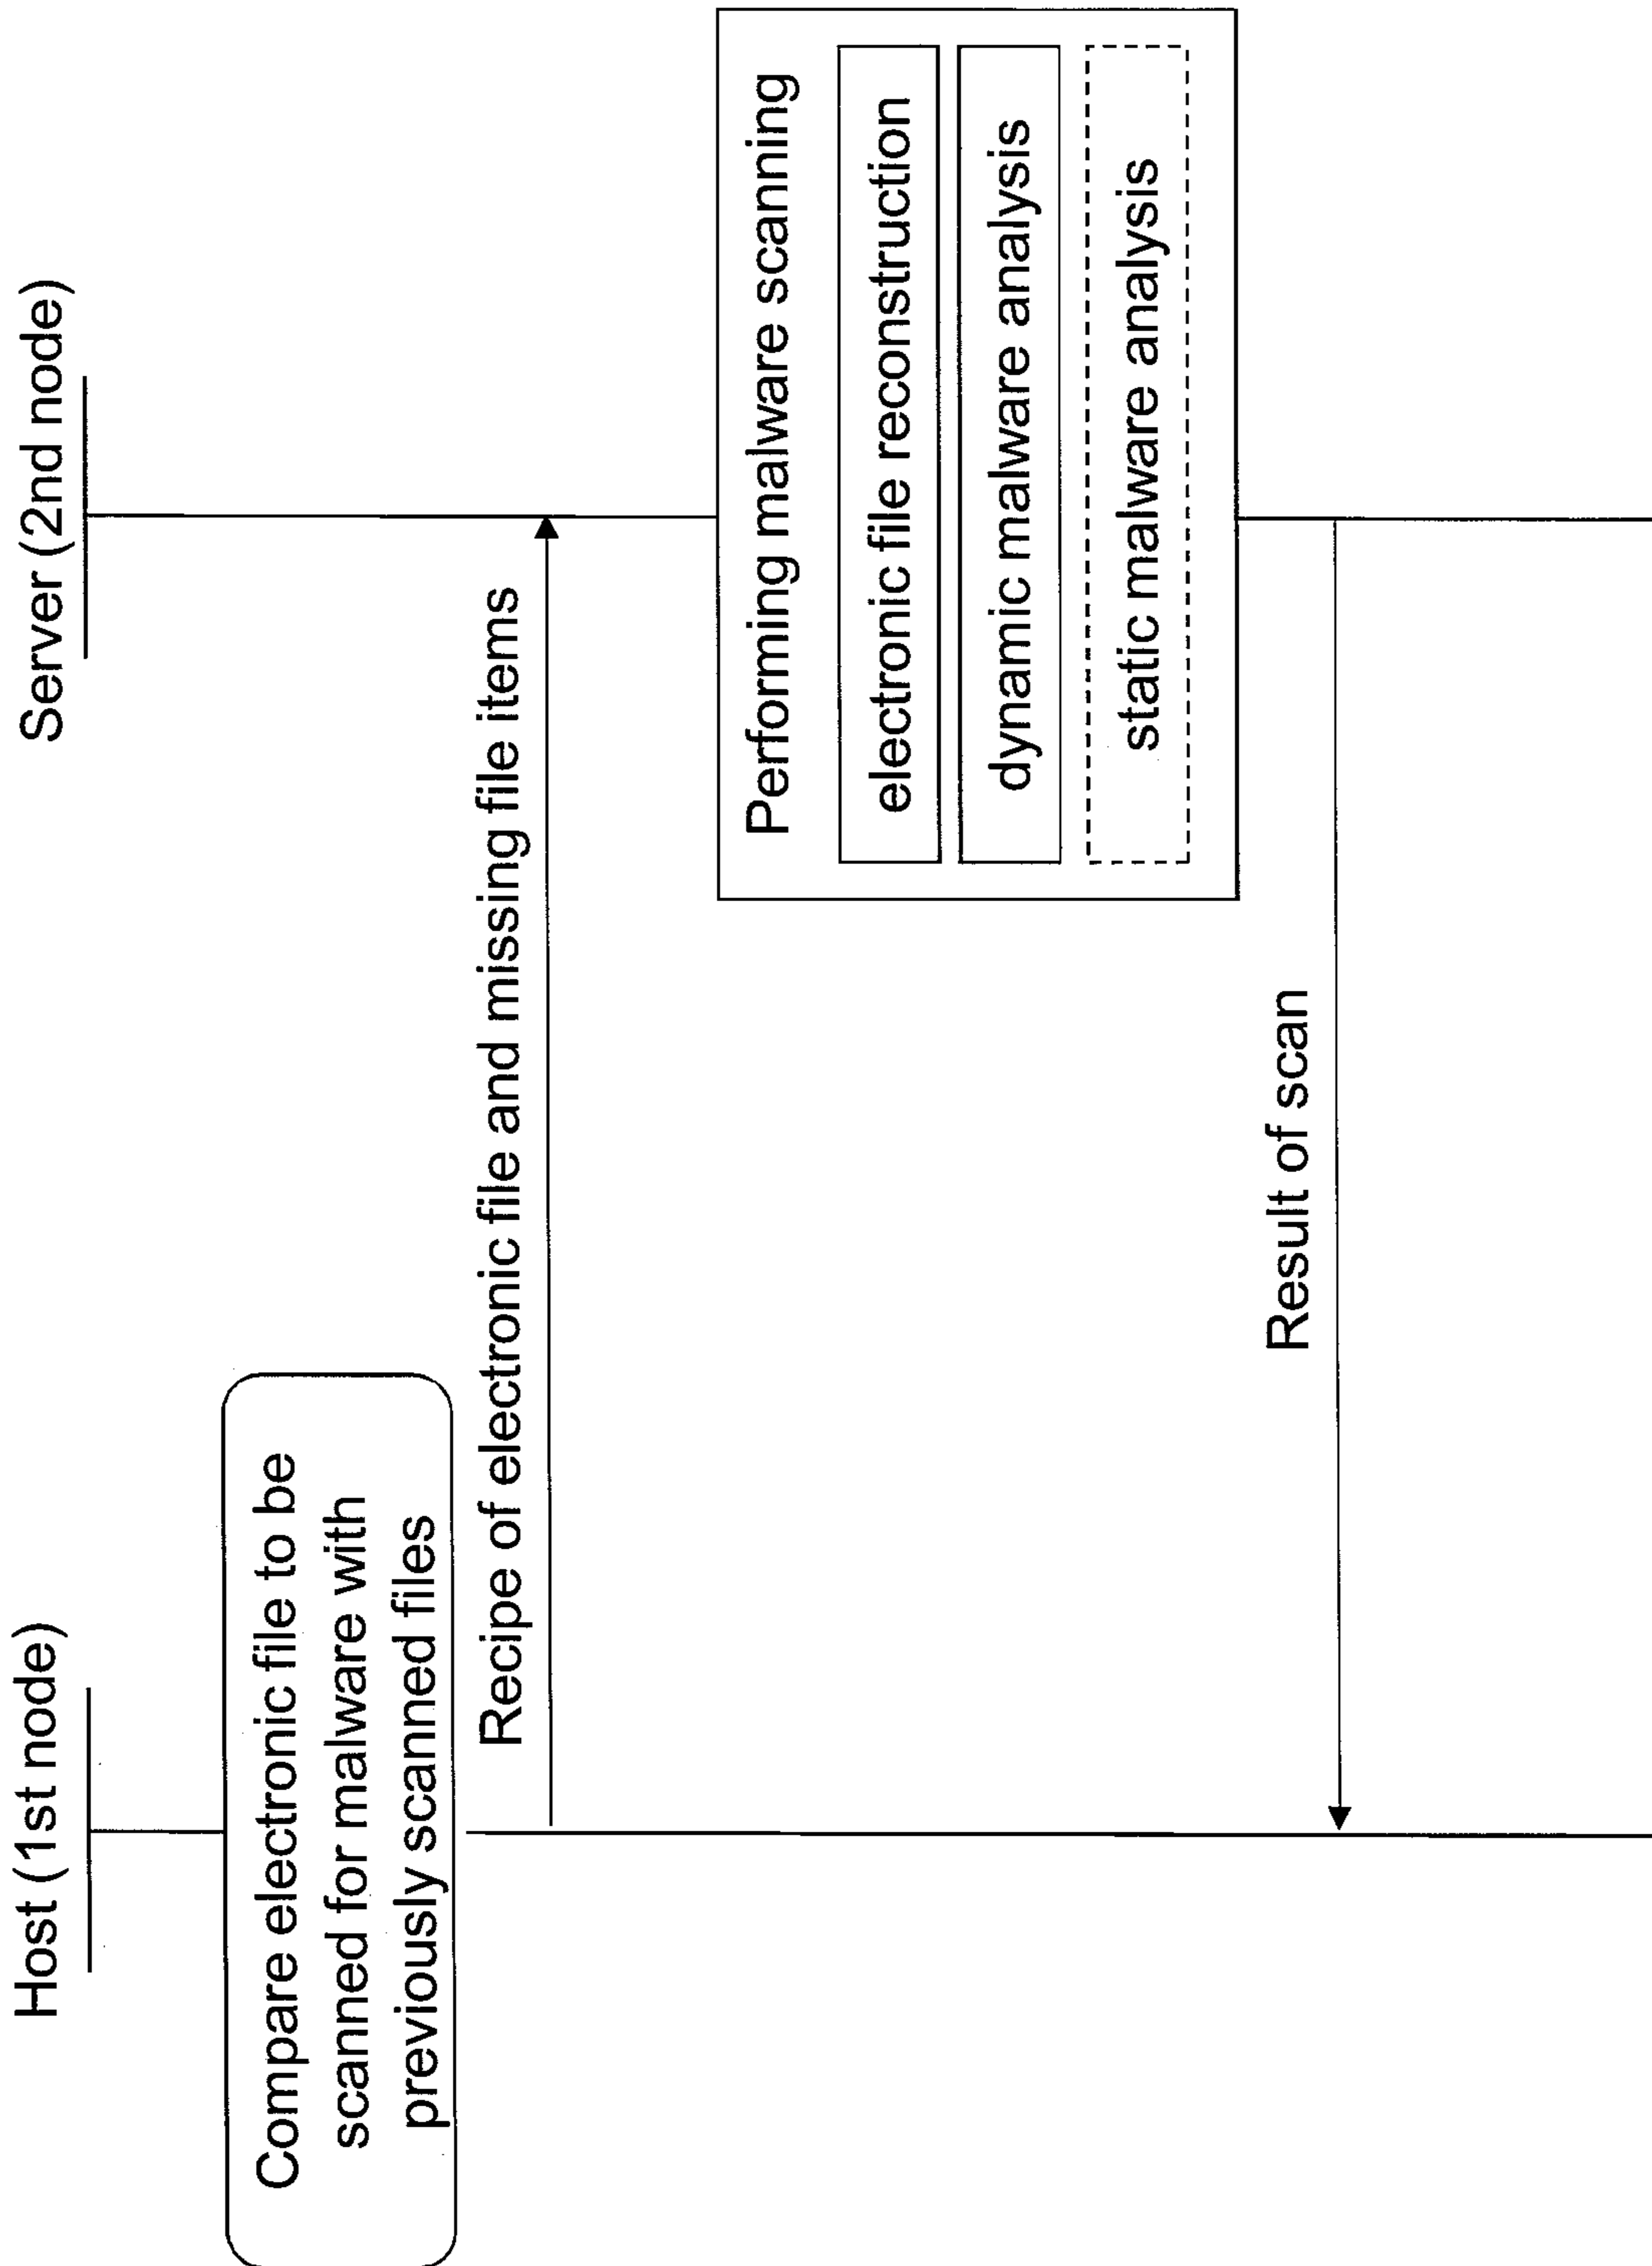 Host (1st node)
Server (2nd node)
Compare electronic file to be
scanned for malware with
previously scanned files
Recipe of electronic file and missing file items
Performing malware scanning
electronic file reconstruction
dynamic malware analysis
static malware analysis
Result of scan